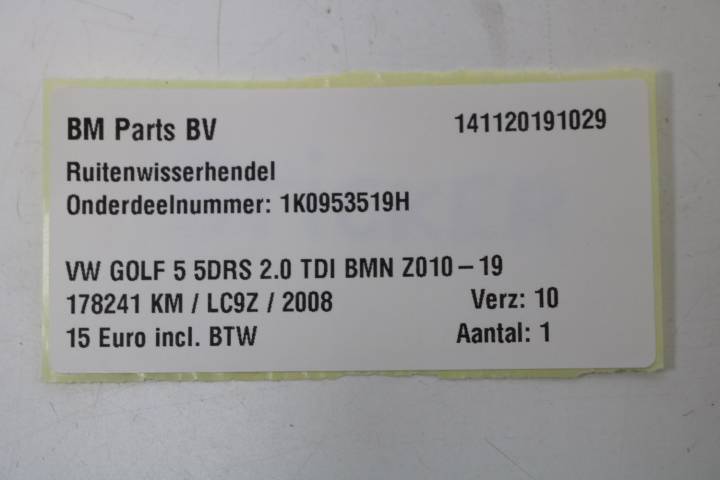 BM Parts BV 141120191029
Ruitenwisserhendel
Onderdeelnummer: 1K0953519H
VW GOLF 5 5DRS 2.0 TDI BMN Z010-19
178241 KM / LC9Z / 2008 Verz: 10
15 Euro incl. BTW Aantal: 1